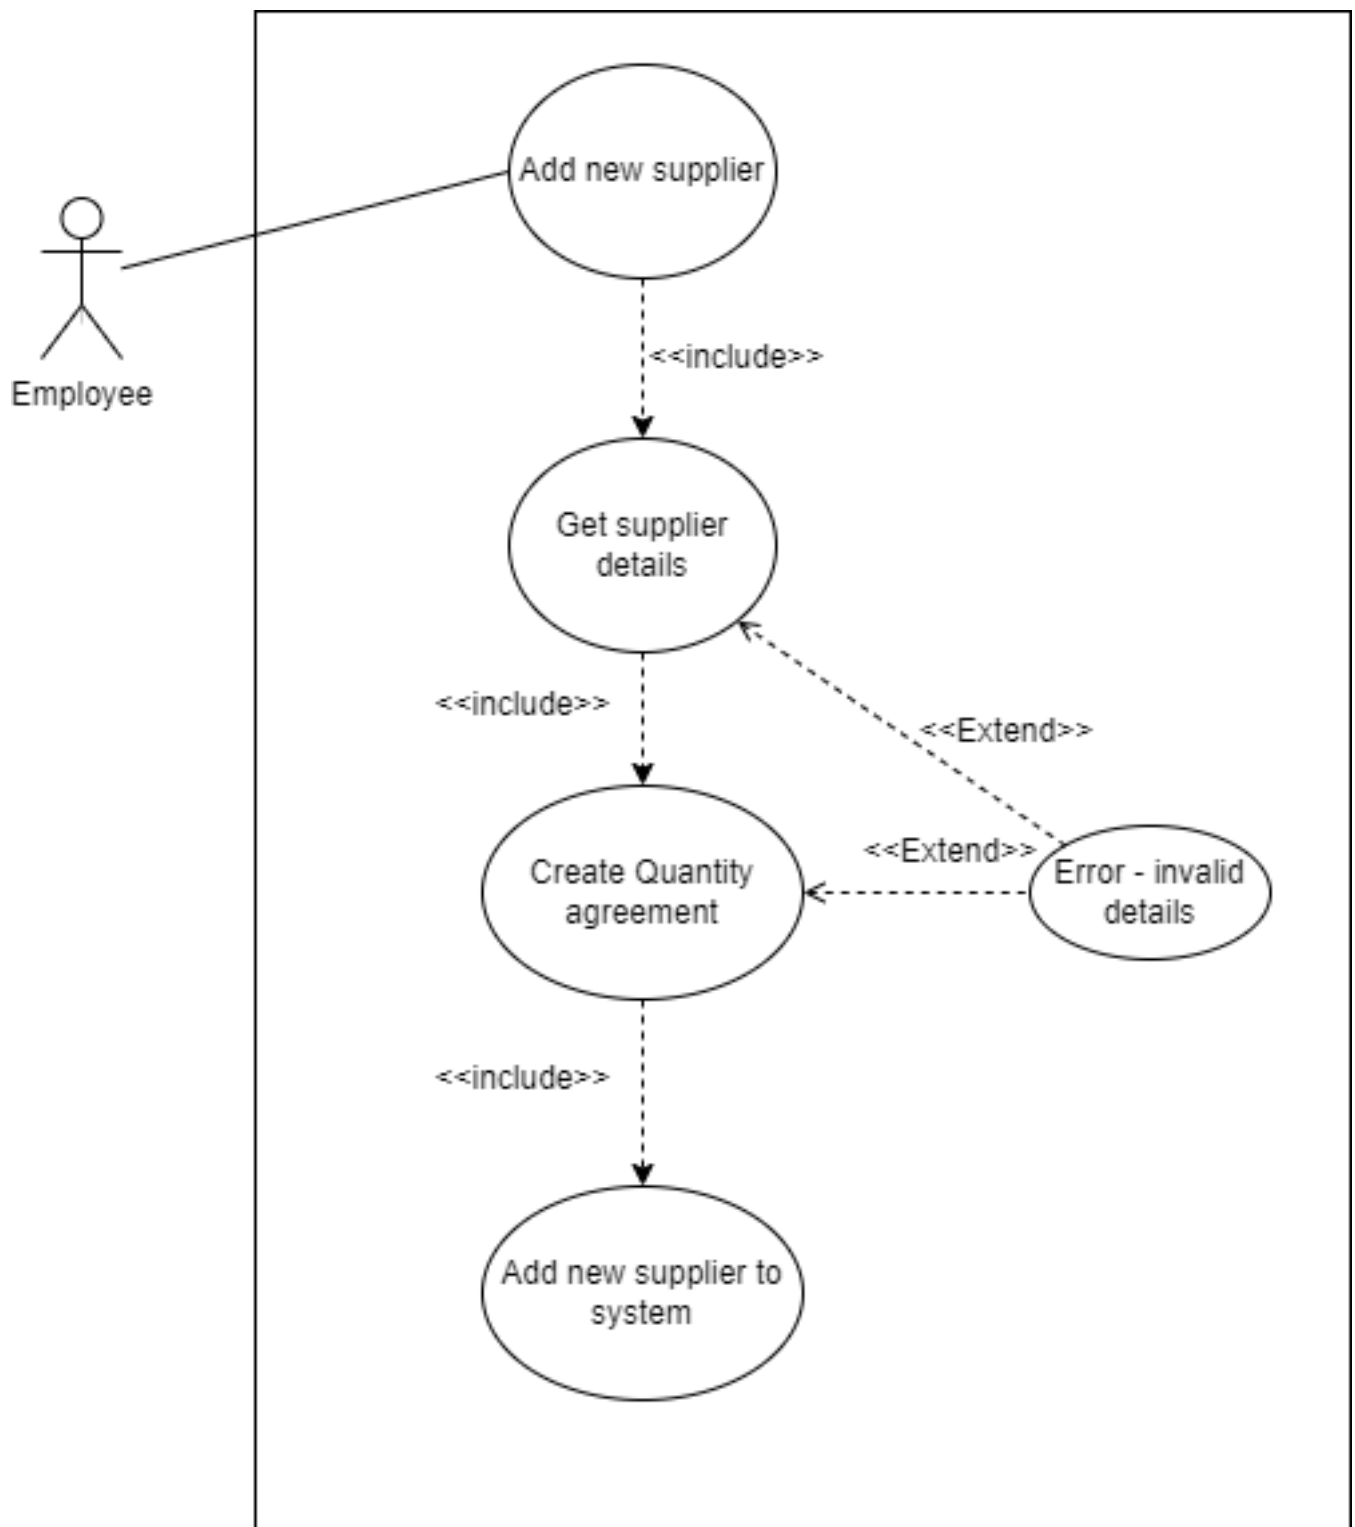 Add new supplier
Employee
<<include>>
Get supplier
details
<<include>>
<<Extend>>
<<Extend>>
Create Quantity
agreement
Error - invalid
details
<<include>>
Add new supplier to
system